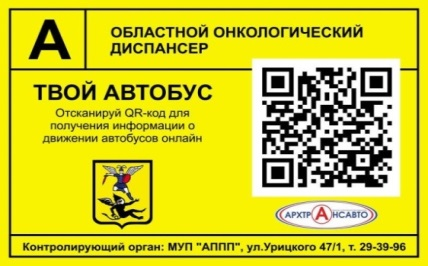 А
ОБЛАСТНОЙ ОНКОЛОГИЧЕСКИЙ
ДИСПАНСЕР
ТВОЙ АВТОБУС
Отсканируй QR-код для
получения информации о
движении автобусов онлайн
АРХТРАНСАВТО
Контролирующий орган: МУП "АППП", ул.Урицкого 47/1, т. 29-39-96